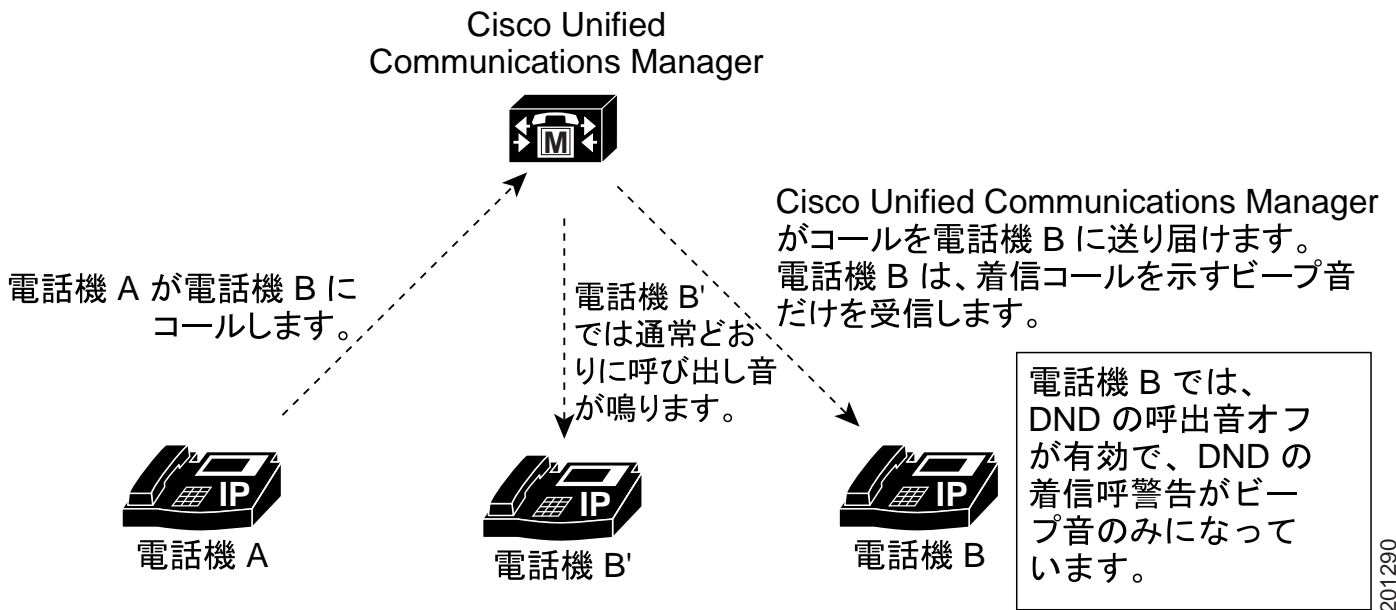 Cisco Unified
Communications Manager
M
電話機 A が電話機 B に
コールします。
電話機 B'
では通常どお
りに呼び出し音
が鳴ります。
Cisco Unified Communications Manager
がコールを電話機 B に送り届けます。
電話機 B は、着信コールを示すビープ音
だけを受信します。
電話機 B では、
DND の呼出音オフ
が有効で、DND の
着信呼警告がビー
プ音のみになって
います。
IP
電話機 A
IP
電話機 B'
IP
電話機 B
201290